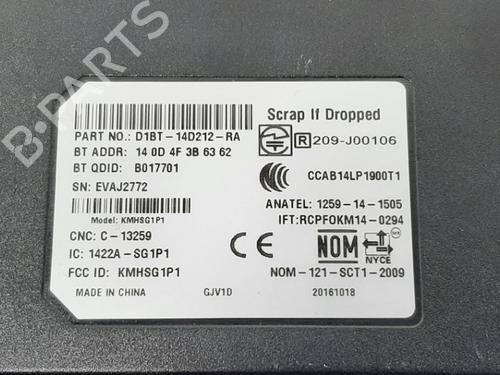 Scrap If Dropped
PART NO.: D1BT-14D212-RA
R 209-J00106
BT ADDR: 14 0D 4F 3B 63 62
BT QDID: B017701
CCAB14LP1900T1
SN: EVAJ2772
ANATEL: 1259-14-1505
Model: KMHSG1P1
IFT:RCPFOKM14-0294
CNC: C-13259
IC: 1422A-SG1P1
CE
NOM
NYCE
FCC ID: KMHSG1P1
NOM-121-SCT1-2009
MADE IN CHINA
GJV1D
20161018
B-PARTS